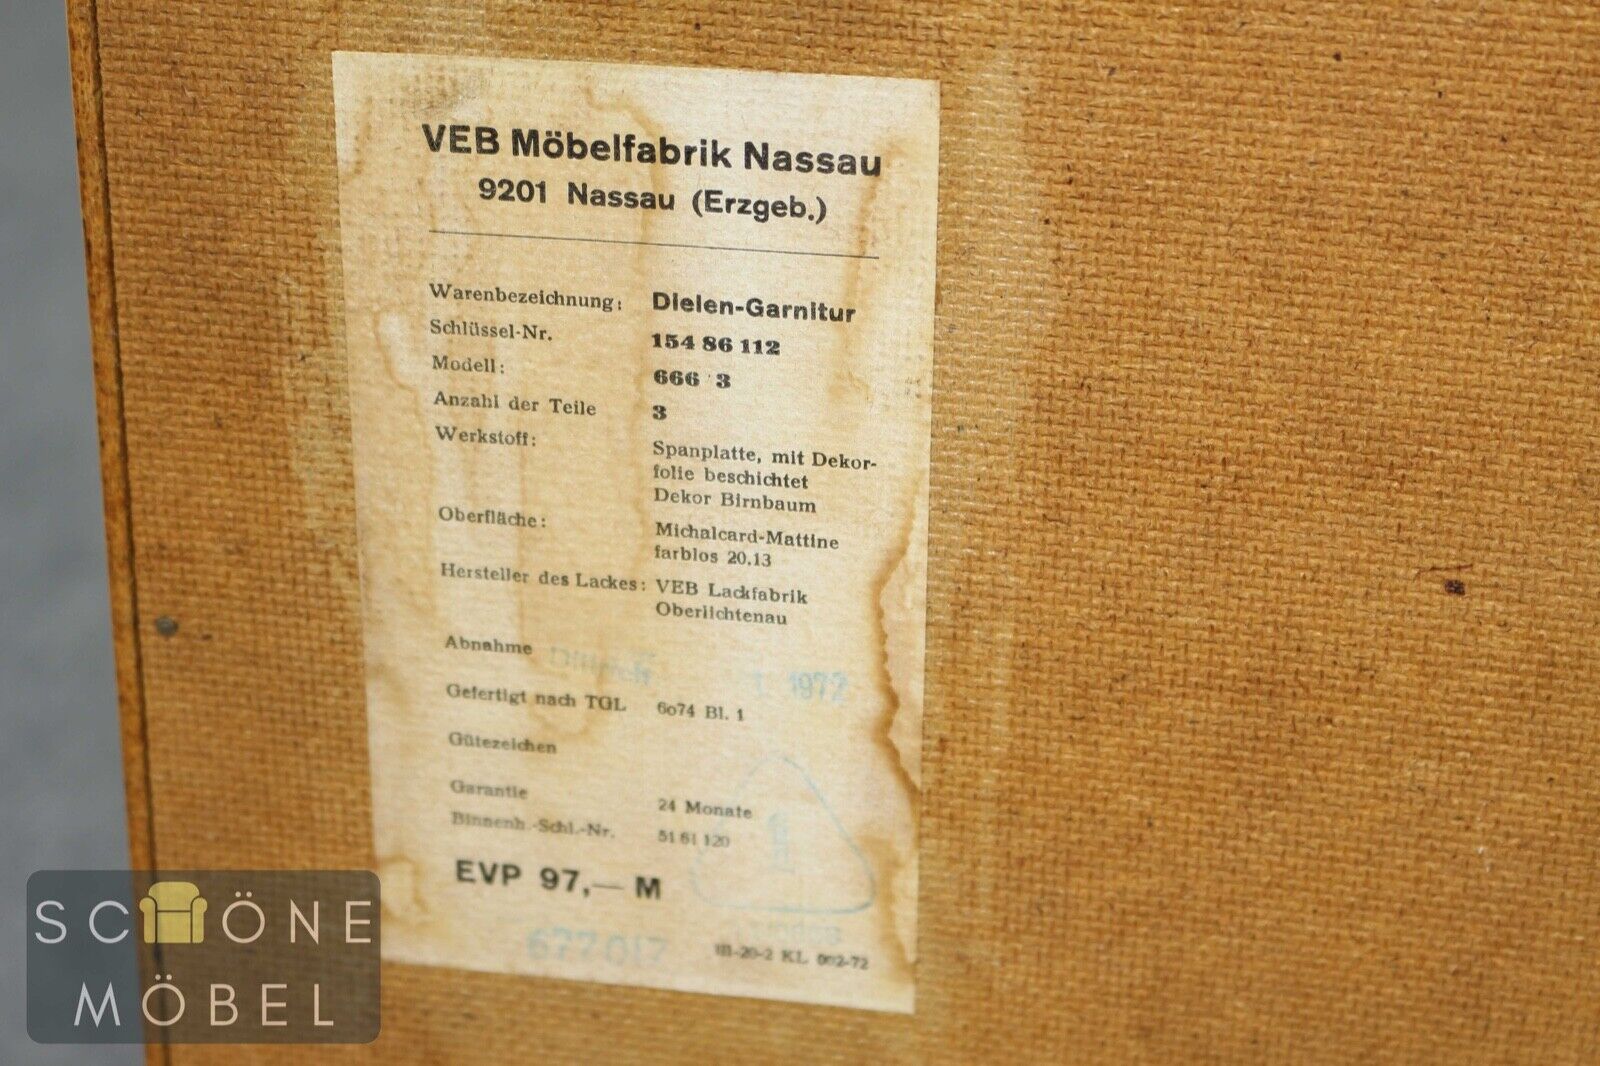 VEB Möbelfabrik Nassau
9201 Nassau (Erzgeb.)
Warenbezeichnung: Dielen-Garnitur
Schlüssel-Nr. 154 86 112
Modell: 666 3
Anzahl der Teile 3
Werkstoff: Spanplatte, mit Dekor-
folie beschichtet
Dekor Birnbaum
Oberfläche: Michalcard-Mattine
farblos 20.13
Hersteller des Lackes: VEB Lackfabrik
Oberlichtenau
Abnahme 1972
Gefertigt nach TGL 6074 Bl. 1
Gütezeichen
Garantie 24 Monate
Binnenh.-Schl.-Nr. 51 61 120
EVP 97,— M
677017
III-20-2 KL 002-72
SCHÖNE
MÖBEL